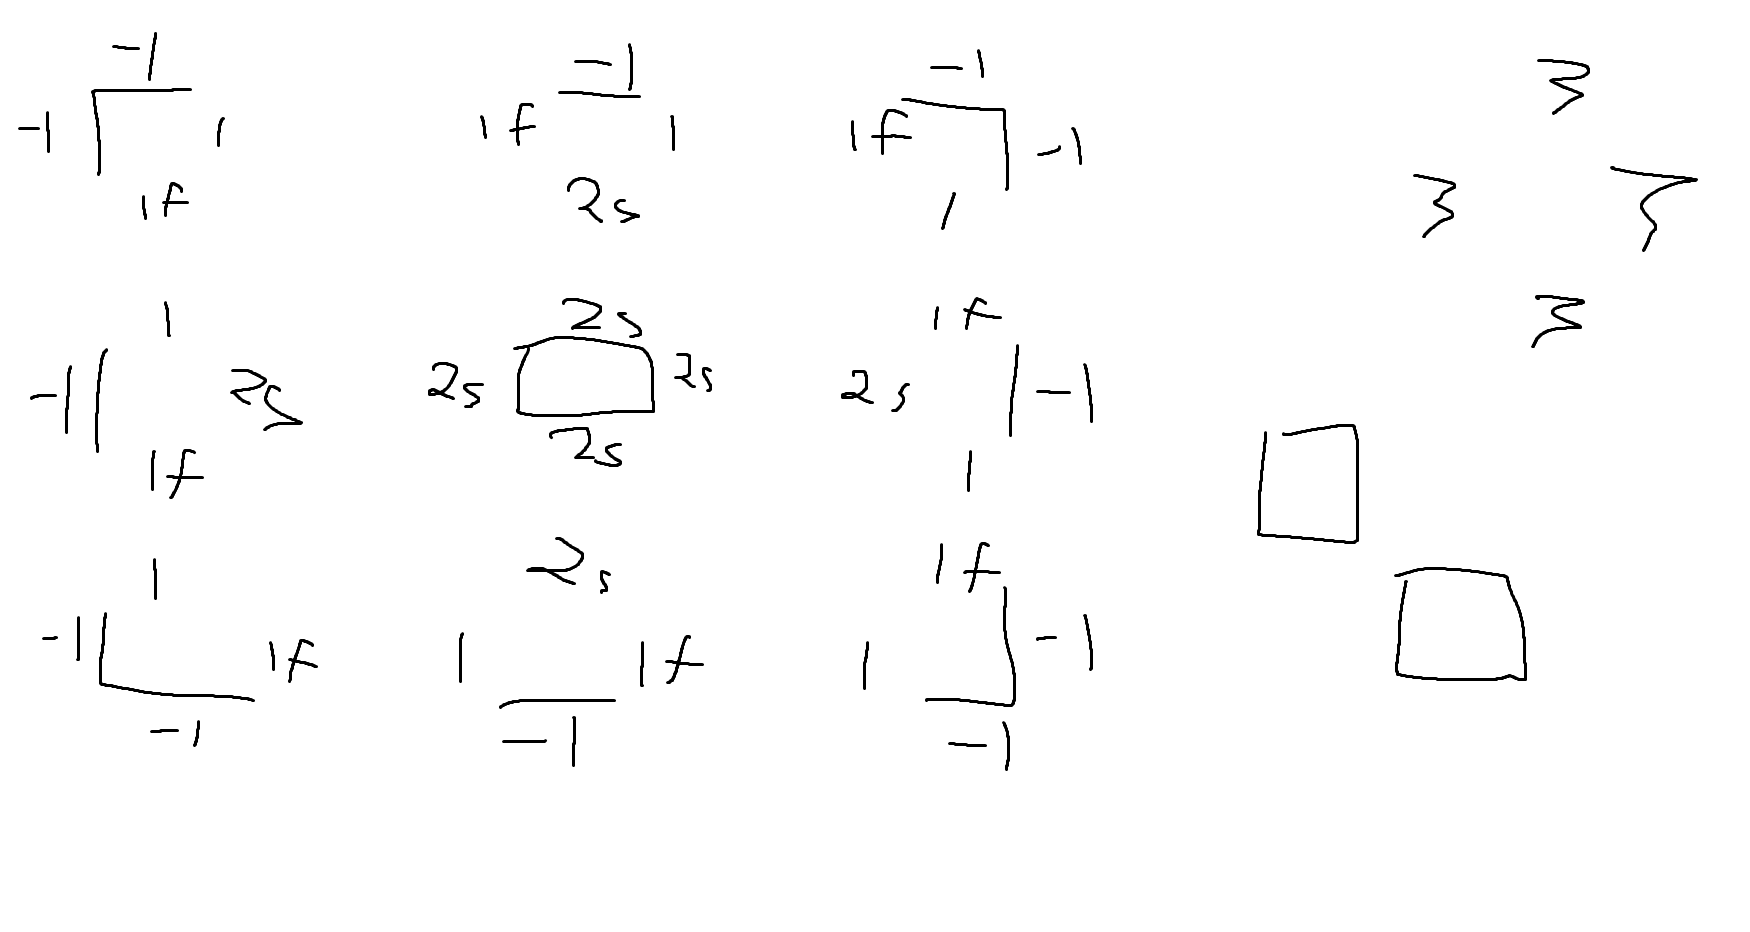 -1 -1 -1 3
-1 1 1f 1 1f -1
1f 2s 1 3 3
1 2s 1f 3
-1 2s 2s 2s 2s -1
1f 2s 1
1 2s 1f
-1 1f 1 1f 1 -1
-1 -1 -1